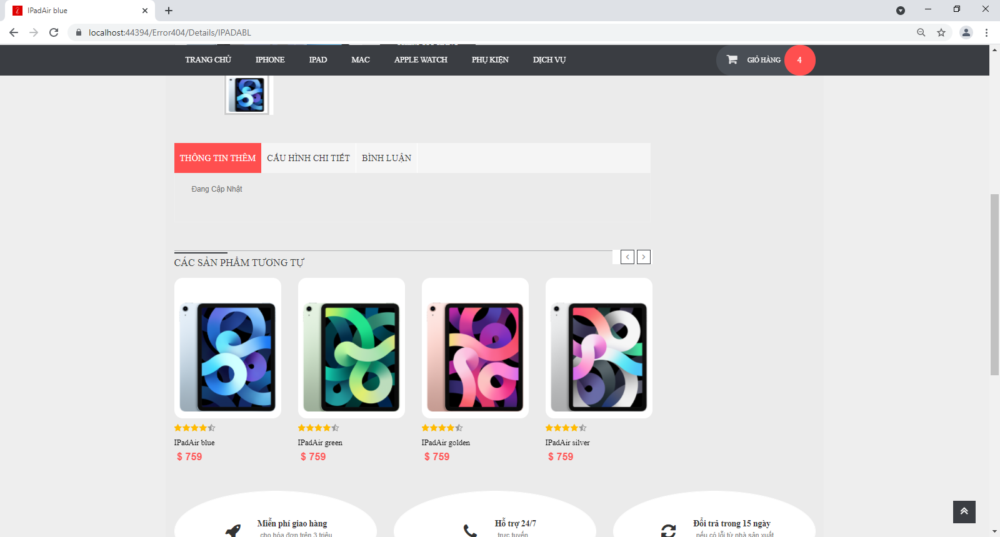 IPadAir blue
localhost:44394/Error404/Details/IPADABL
TRANG CHỦ IPHONE IPAD MAC APPLE WATCH PHỤ KIỆN DỊCH VỤ GIỎ HÀNG 4
THÔNG TIN THÊM CẤU HÌNH CHI TIẾT BÌNH LUẬN
Đang Cập Nhật
CÁC SẢN PHẨM TƯƠNG TỰ
IPadAir blue IPadAir green IPadAir golden IPadAir silver
$ 759 $ 759 $ 759 $ 759
Miễn phí giao hàng Hỗ trợ 24/7 Đổi trả trong 15 ngày
cho hóa đơn trên 3 triệu trực tuyến nếu có lỗi từ nhà sản xuất